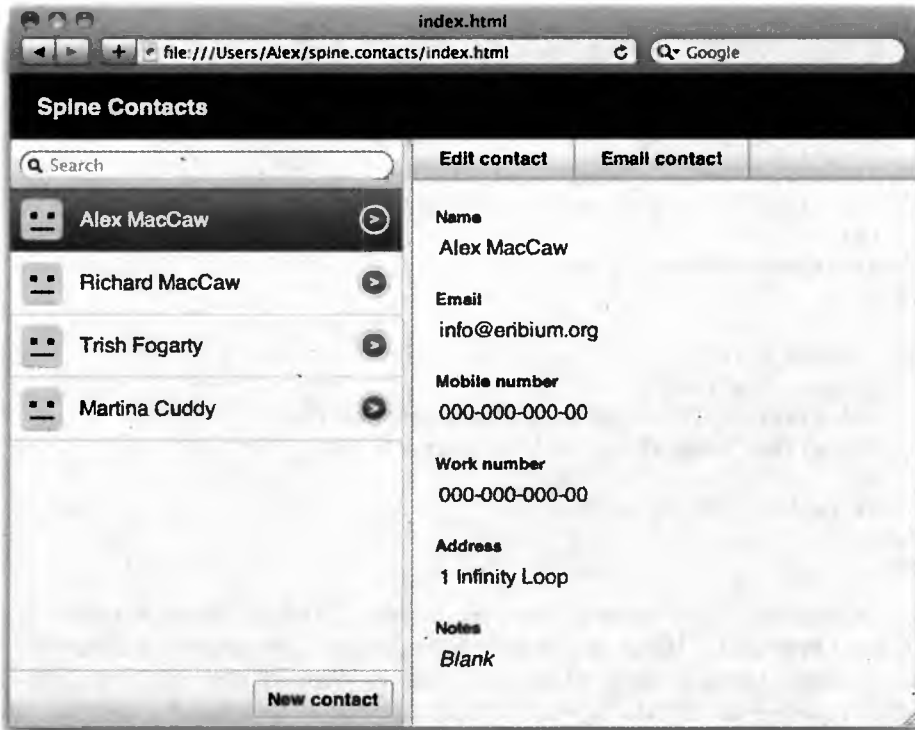 index.html
file:///Users/Alex/spine.contacts/index.html
Google
Spine Contacts
Search
Alex MacCaw
Richard MacCaw
Trish Fogarty
Martina Cuddy
New contact
Edit contact
Email contact
Name
Alex MacCaw
Email
info@eribium.org
Mobile number
000-000-000-00
Work number
000-000-000-00
Address
1 Infinity Loop
Notes
Blank